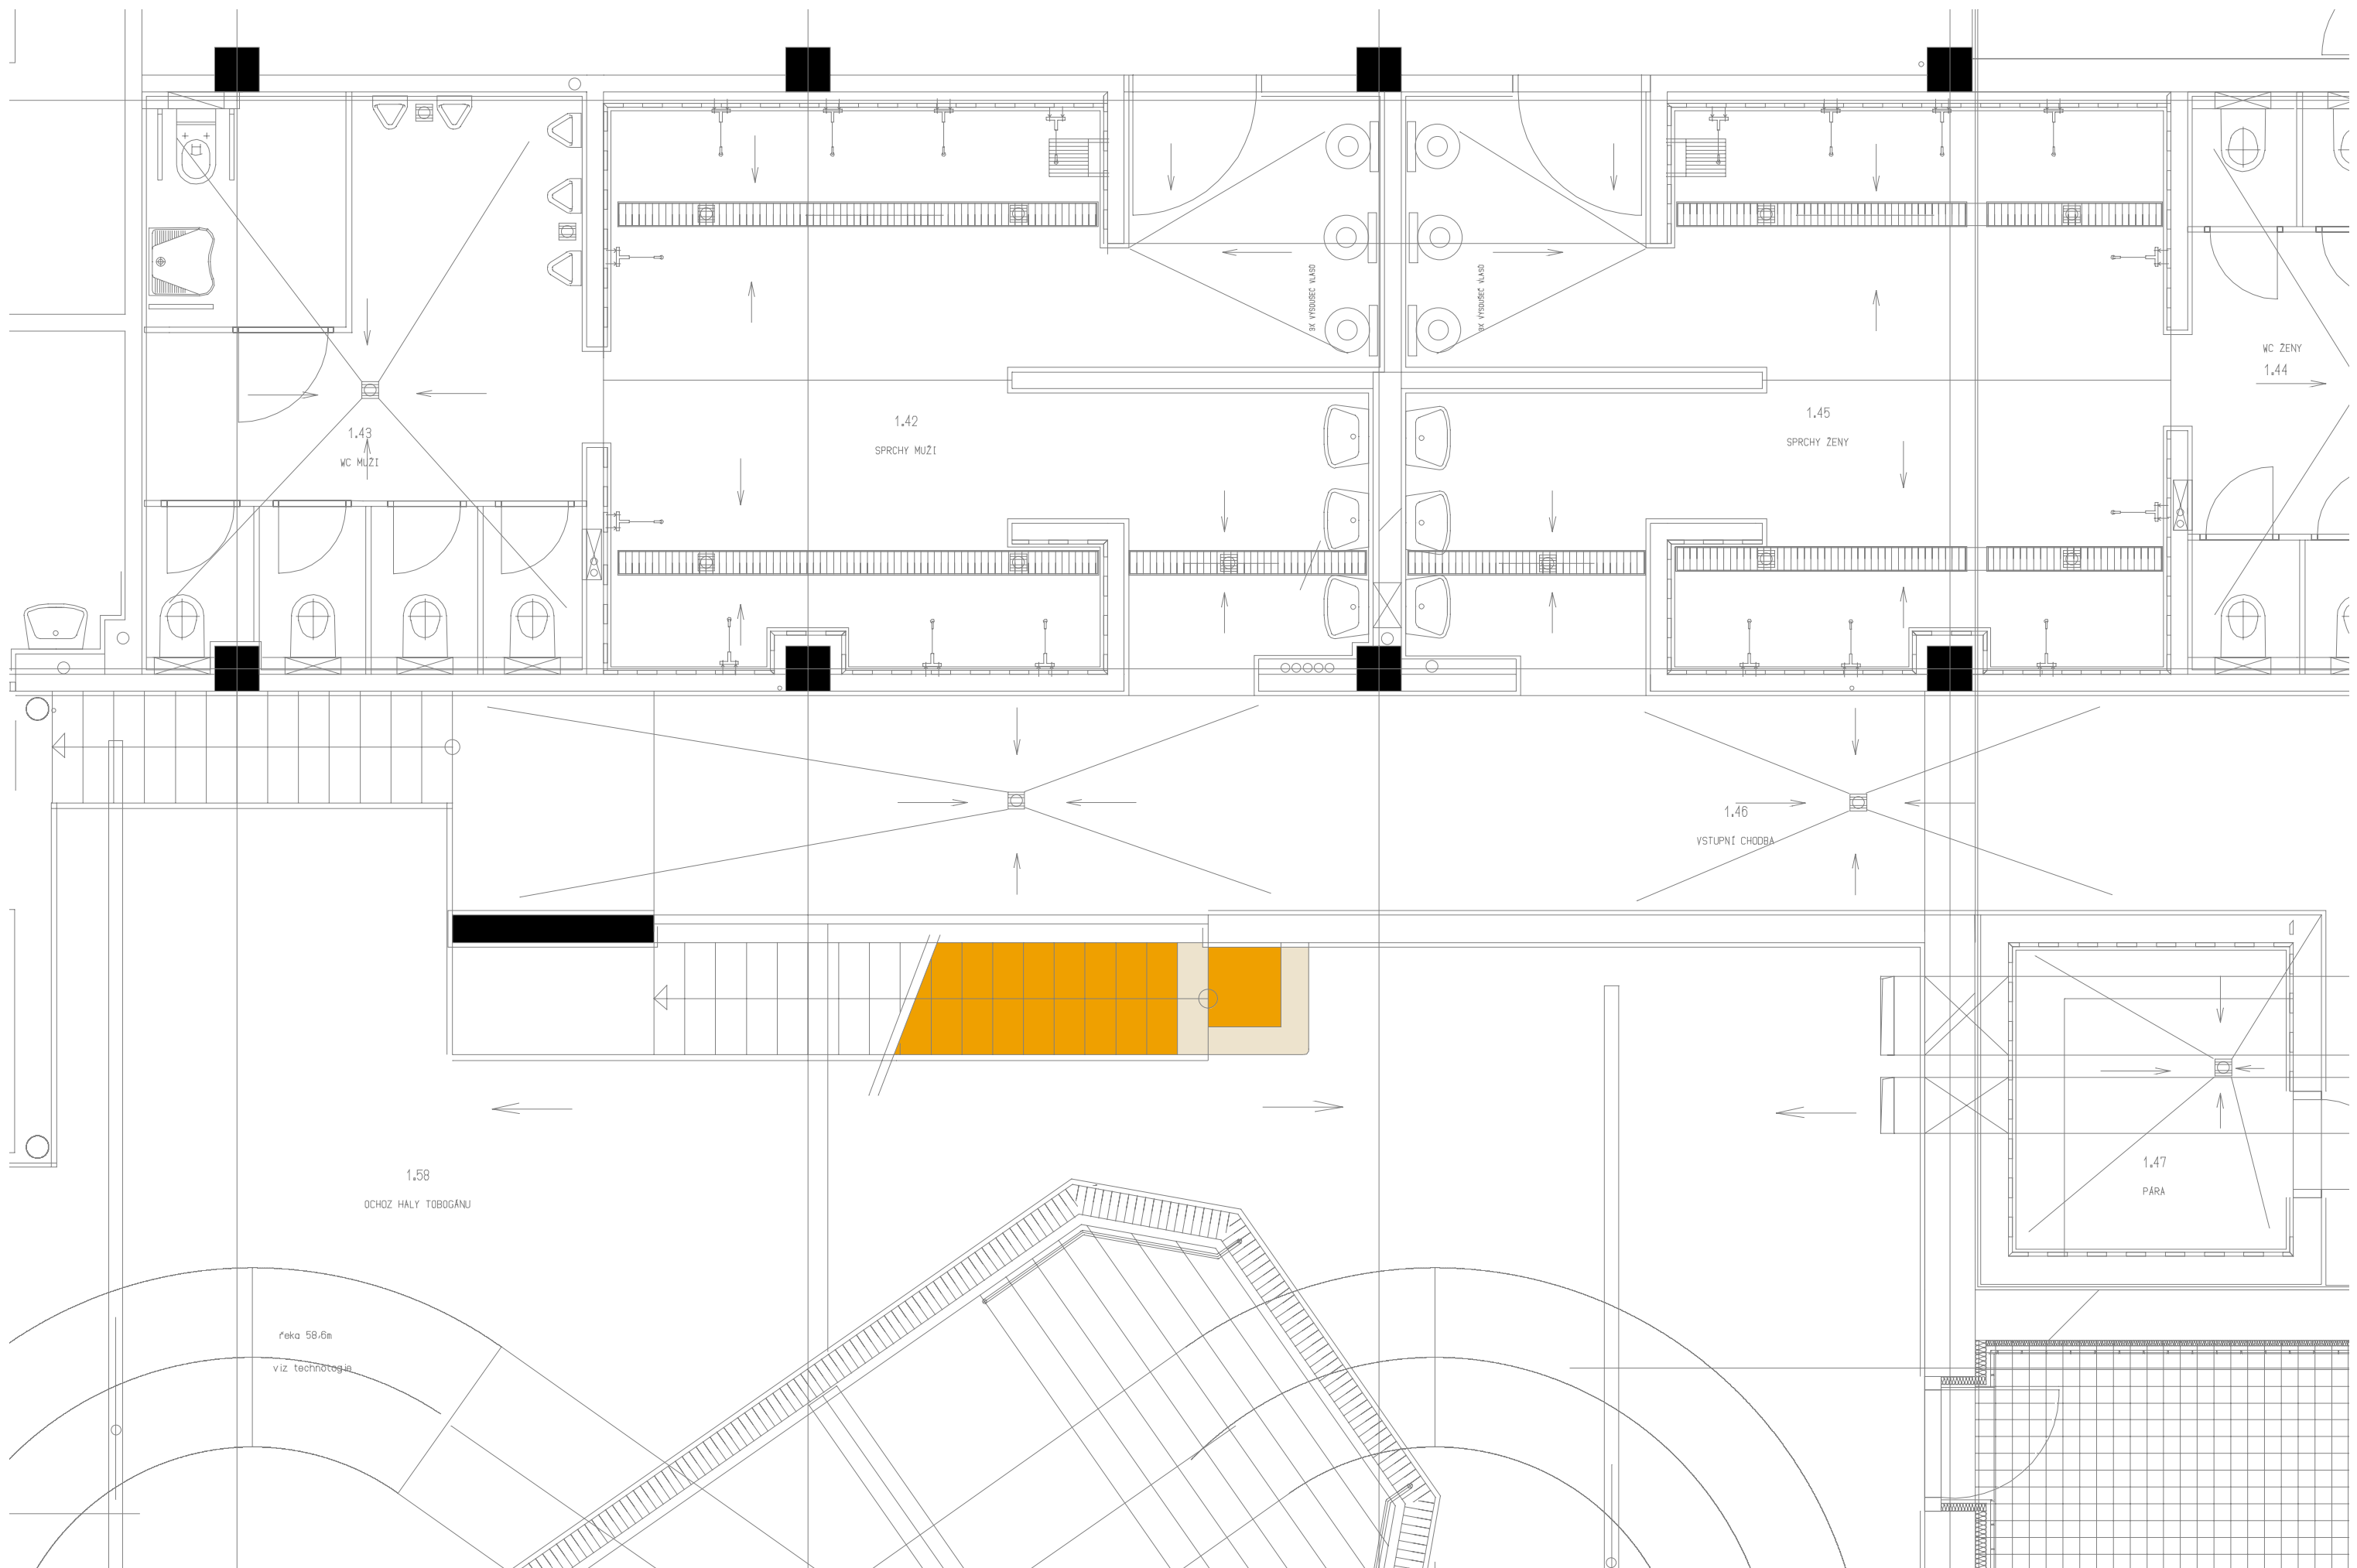 3X VYSOUŠEČ VLASŮ
3X VYSOUŠEČ VLASŮ
WC ŽENY
1.44
1.43
WC MUŽI
1.42
SPRCHY MUŽI
1.45
SPRCHY ŽENY
1.46
VSTUPNÍ CHODBA
1.58
OCHOZ HALY TOBOGÁNU
1.47
PÁRA
řeka 58.6m
viz technologie